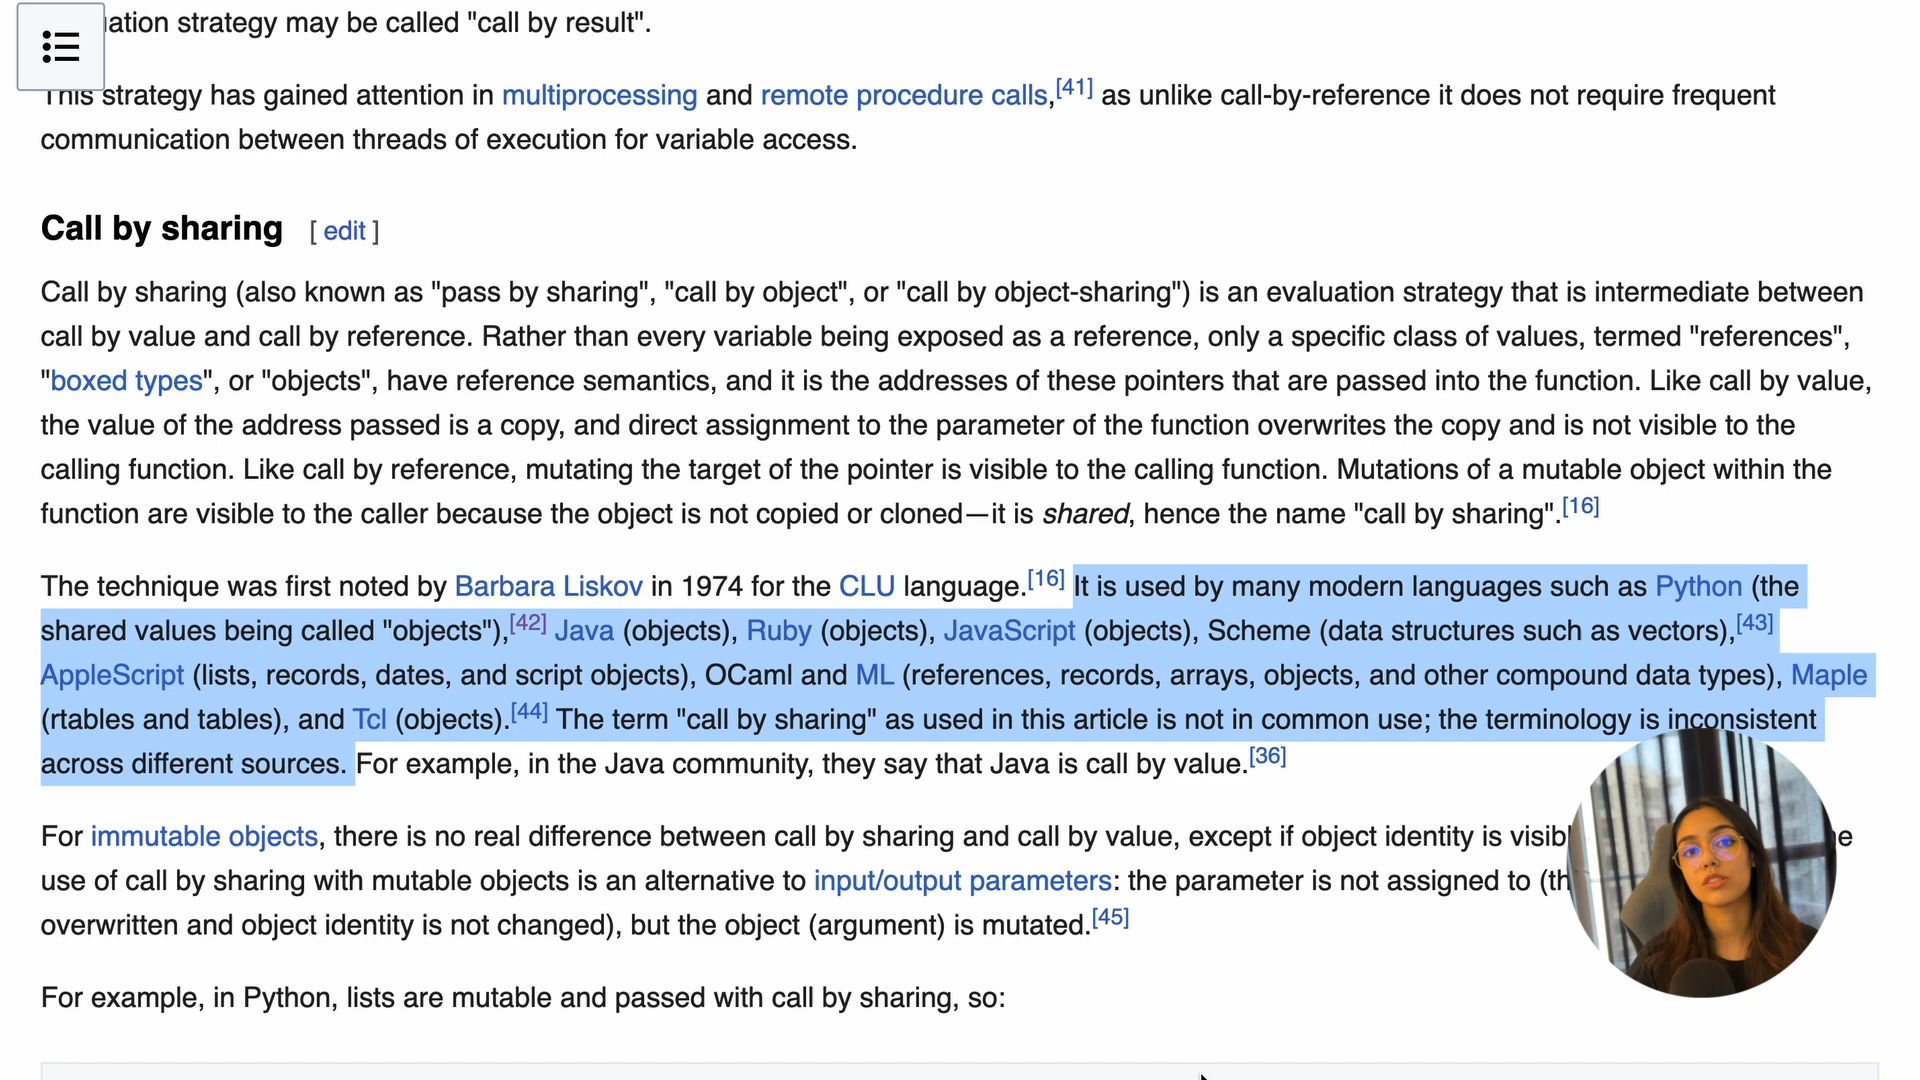 ation strategy may be called "call by result".
This strategy has gained attention in multiprocessing and remote procedure calls,[41] as unlike call-by-reference it does not require frequent
communication between threads of execution for variable access.
Call by sharing [ edit ]
Call by sharing (also known as "pass by sharing", "call by object", or "call by object-sharing") is an evaluation strategy that is intermediate between
call by value and call by reference. Rather than every variable being exposed as a reference, only a specific class of values, termed "references",
"boxed types", or "objects", have reference semantics, and it is the addresses of these pointers that are passed into the function. Like call by value,
the value of the address passed is a copy, and direct assignment to the parameter of the function overwrites the copy and is not visible to the
calling function. Like call by reference, mutating the target of the pointer is visible to the calling function. Mutations of a mutable object within the
function are visible to the caller because the object is not copied or cloned—it is shared, hence the name "call by sharing".[16]
The technique was first noted by Barbara Liskov in 1974 for the CLU language.[16] It is used by many modern languages such as Python (the
shared values being called "objects"),[42] Java (objects), Ruby (objects), JavaScript (objects), Scheme (data structures such as vectors),[43]
AppleScript (lists, records, dates, and script objects), OCaml and ML (references, records, arrays, objects, and other compound data types), Maple
(rtables and tables), and Tcl (objects).[44] The term "call by sharing" as used in this article is not in common use; the terminology is inconsistent
across different sources. For example, in the Java community, they say that Java is call by value.[36]
For immutable objects, there is no real difference between call by sharing and call by value, except if object identity is visib e
use of call by sharing with mutable objects is an alternative to input/output parameters: the parameter is not assigned to (th
overwritten and object identity is not changed), but the object (argument) is mutated.[45]
For example, in Python, lists are mutable and passed with call by sharing, so: